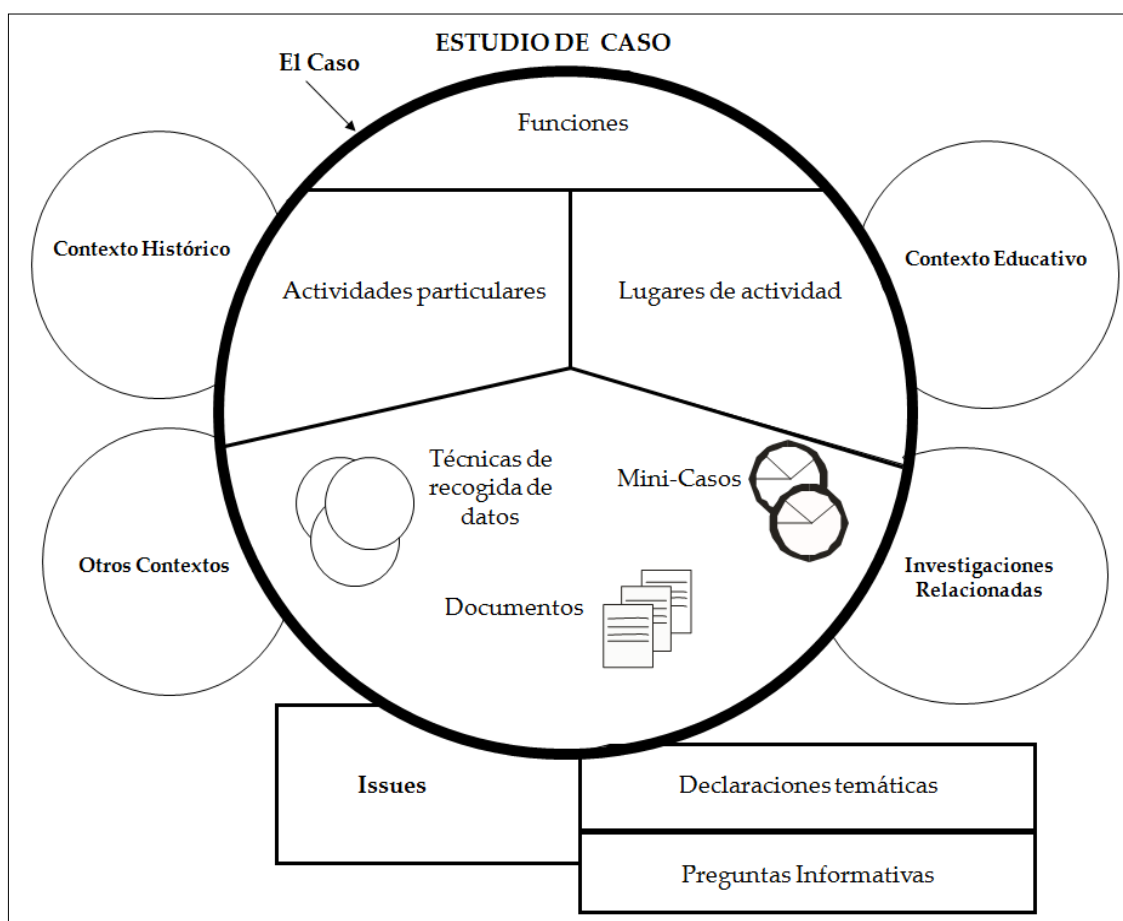 ESTUDIO DE CASO
El Caso
Funciones
Contexto Histórico
Contexto Educativo
Actividades particulares
Lugares de actividad
Técnicas de
recogida de
datos
Mini-Casos
Otros Contextos
Investigaciones
Relacionadas
Documentos
Issues
Declaraciones temáticas
Preguntas Informativas